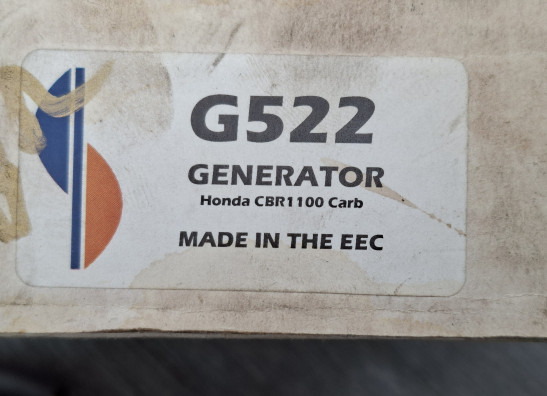 G522
GENERATOR
Honda CBR1100 Carb
MADE IN THE EEC